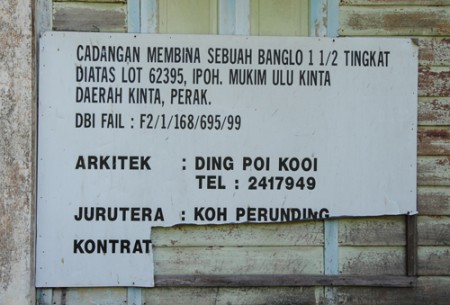 CADANGAN MEMBINA SEBUAH BANGLO 1 1/2 TINGKAT
DIATAS LOT 62395, IPOH. MUKIM ULU KINTA
DAERAH KINTA, PERAK.
DBI FAIL : F2/1/168/695/99
ARKITEK : DING POI KOOI
TEL : 2417949
JURUTERA : KOH PERUNDING
KONTRAT